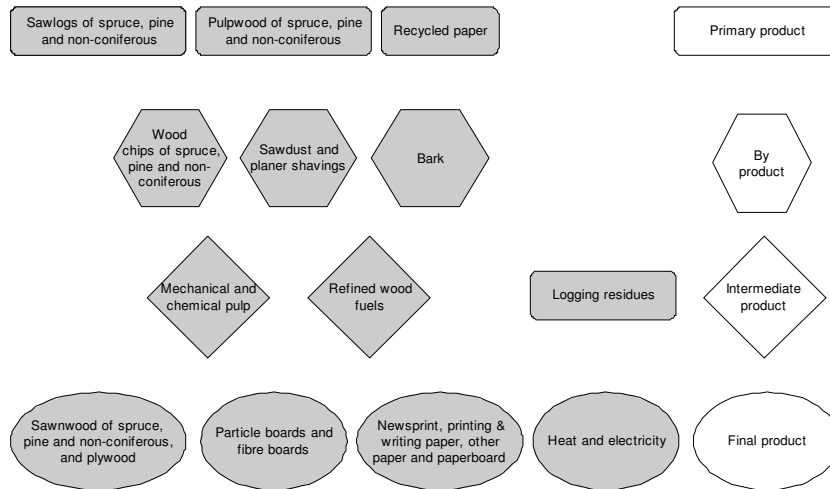 Sawlogs of spruce, pine
and non-coniferous
Pulpwood of spruce, pine
and non-coniferous
Recycled paper
Primary product
Wood
chips of spruce,
pine and non-
coniferous
Sawdust and
planer shavings
Bark
By
product
Mechanical and
chemical pulp
Refined wood
fuels
Logging residues
Intermediate
product
Sawnwood of spruce,
pine and non-coniferous,
and plywood
Particle boards and
fibre boards
Newsprint, printing &
writing paper, other
paper and paperboard
Heat and electricity
Final product